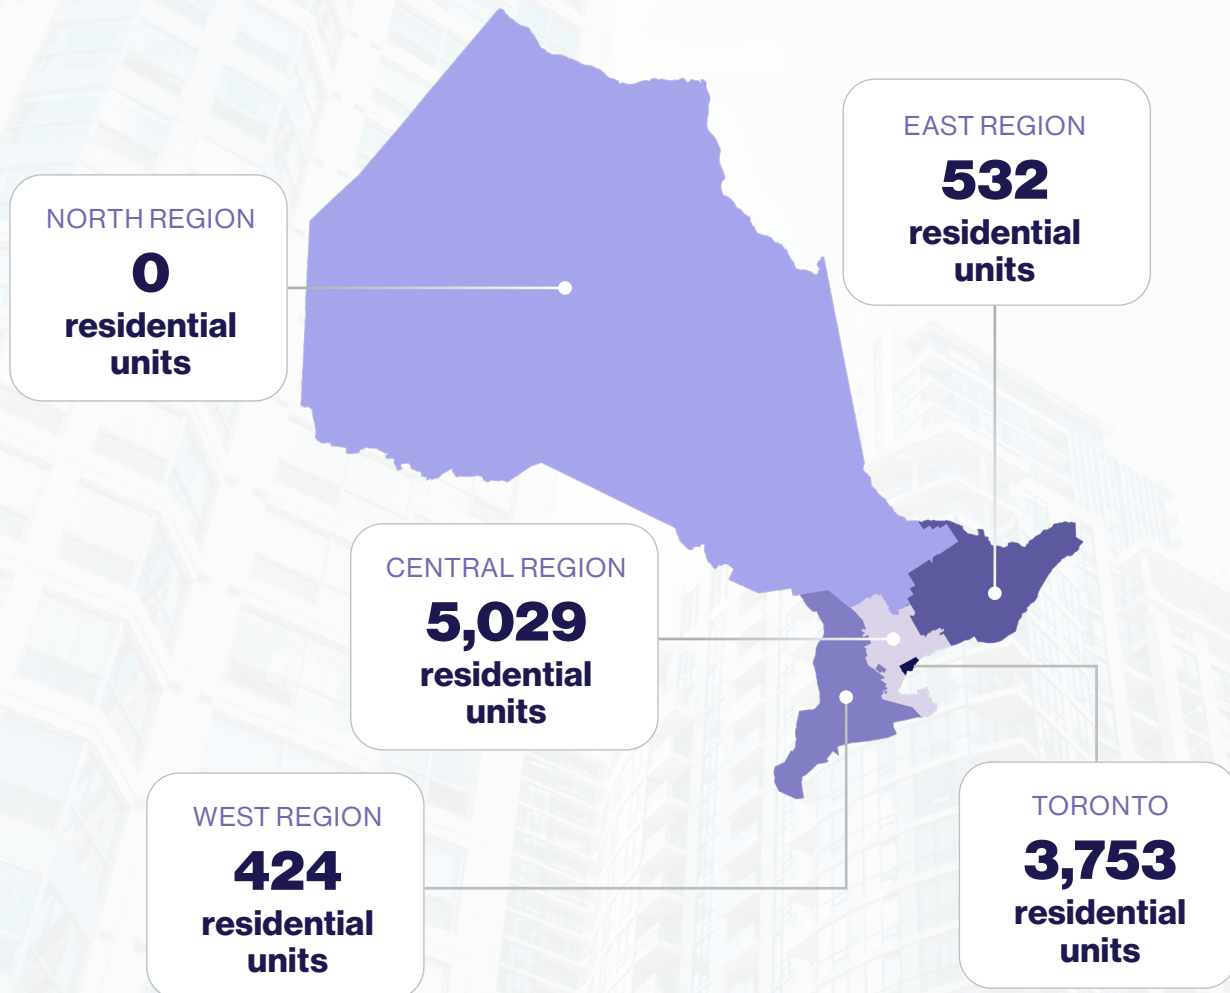 EAST REGION
532
residential
units
NORTH REGION
0
residential
units
CENTRAL REGION
5,029
residential
units
WEST REGION
424
residential
units
TORONTO
3,753
residential
units